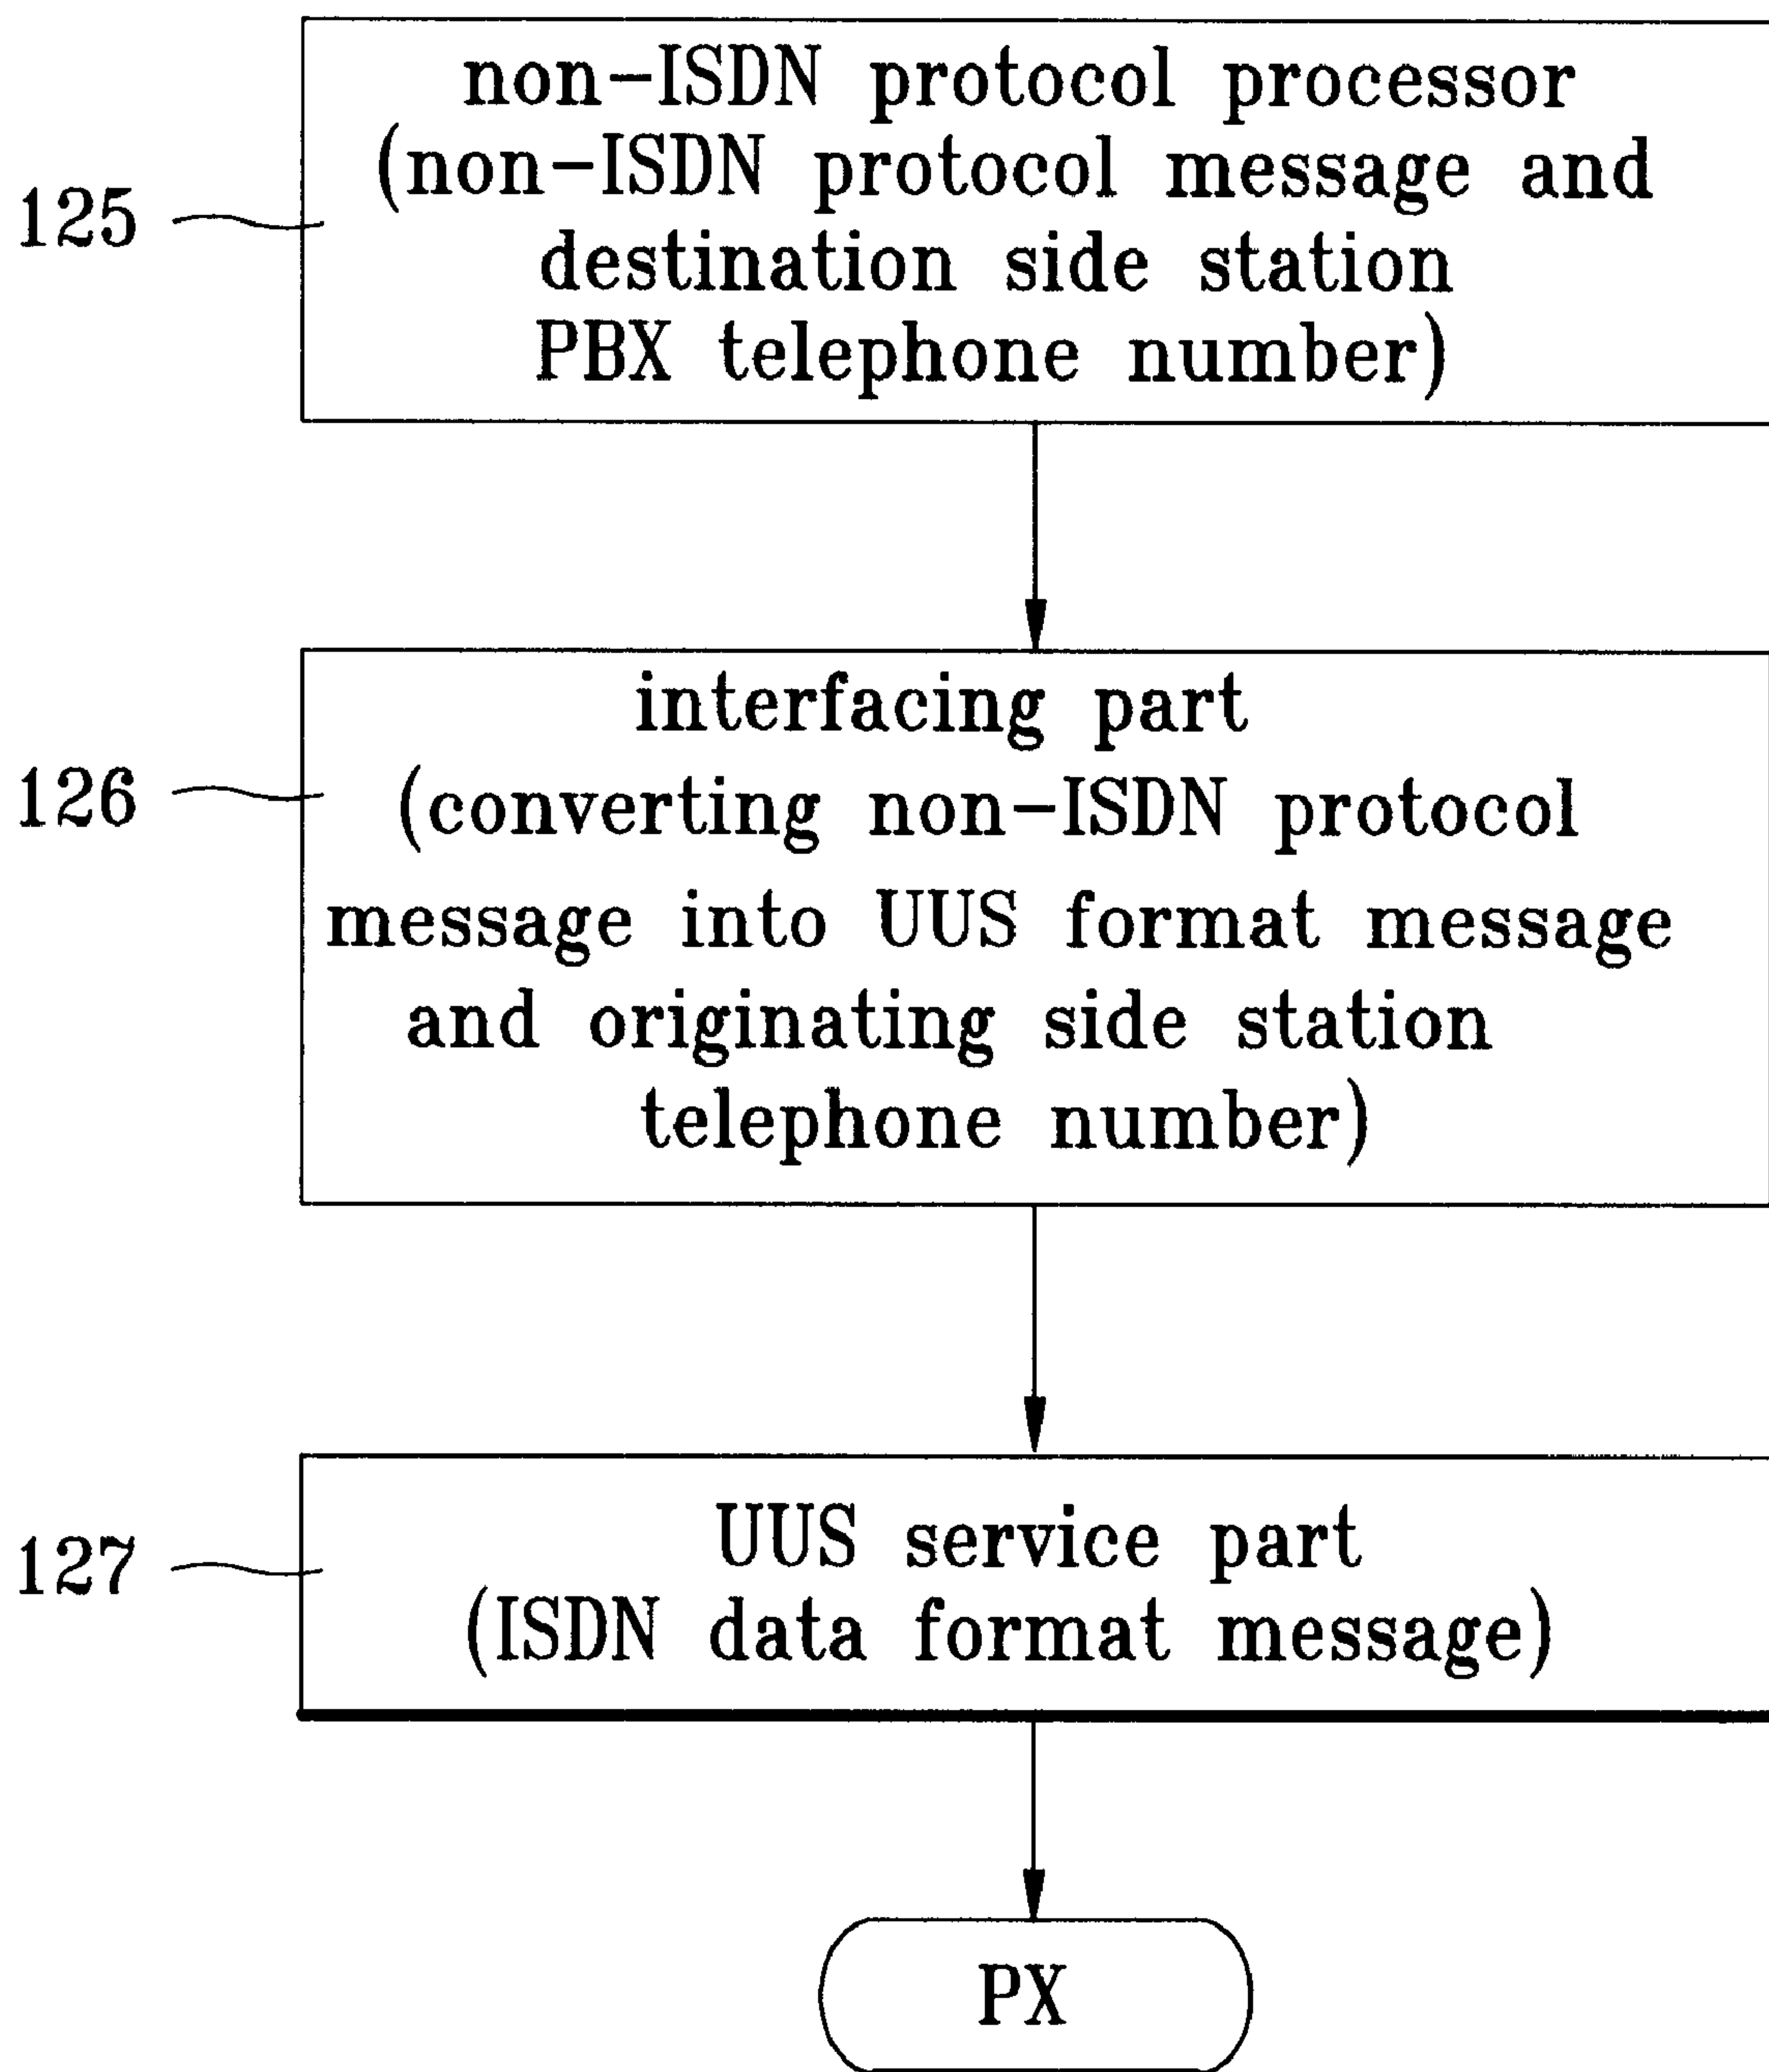 non-ISDN protocol processor
(non-ISDN protocol message and
destination side station
PBX telephone number)
125
interfacing part
(converting non-ISDN protocol
message into UUS format message
and originating side station
telephone number)
126
UUS service part
(ISDN data format message)
127
PX